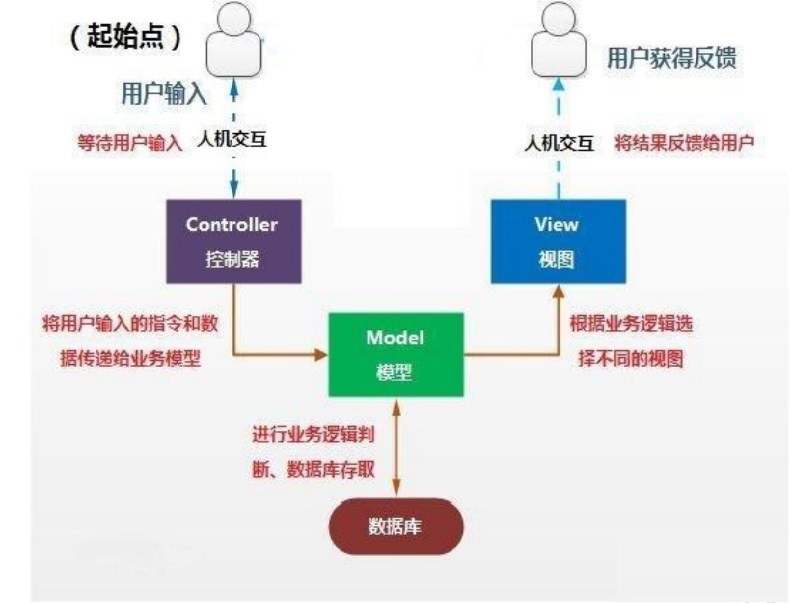 （起始点）
用户输入
用户获得反馈
等待用户输入
人机交互
人机交互
将结果反馈给用户
Controller
控制器
View
视图
将用户输入的指令和数
据传递给业务模型
Model
模型
根据业务逻辑选
择不同的视图
进行业务逻辑判
断、数据库存取
数据库